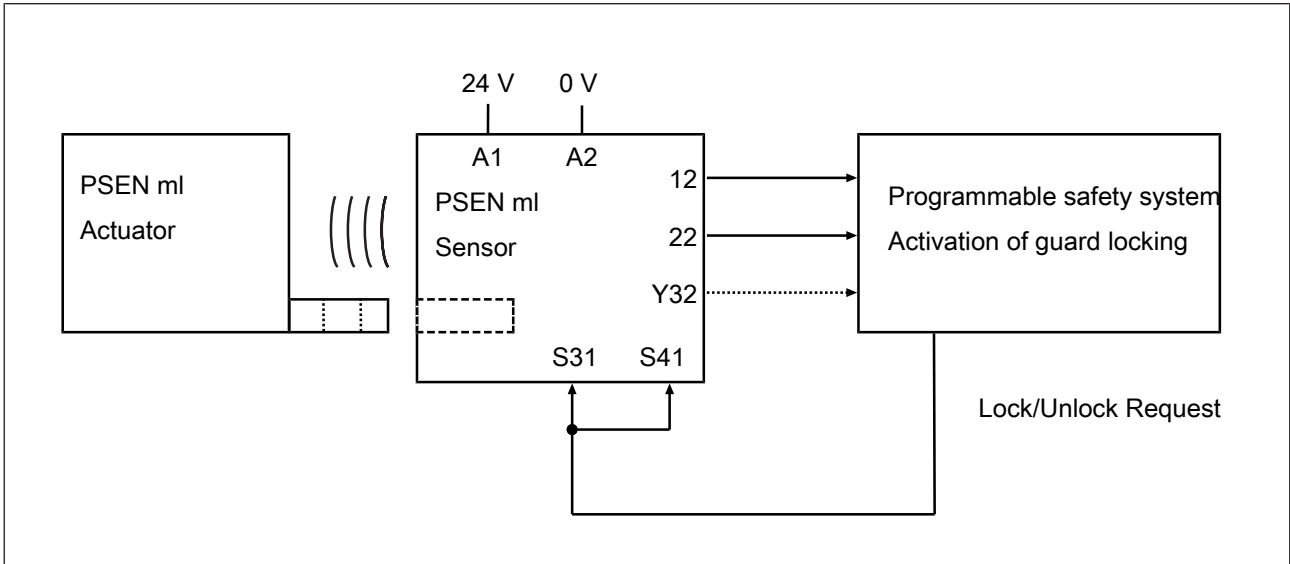 24 V
0 V
A1
A2
PSEN ml
Actuator
PSEN ml
Sensor
12
22
Y32
S31
S41
Programmable safety system
Activation of guard locking
Lock/Unlock Request